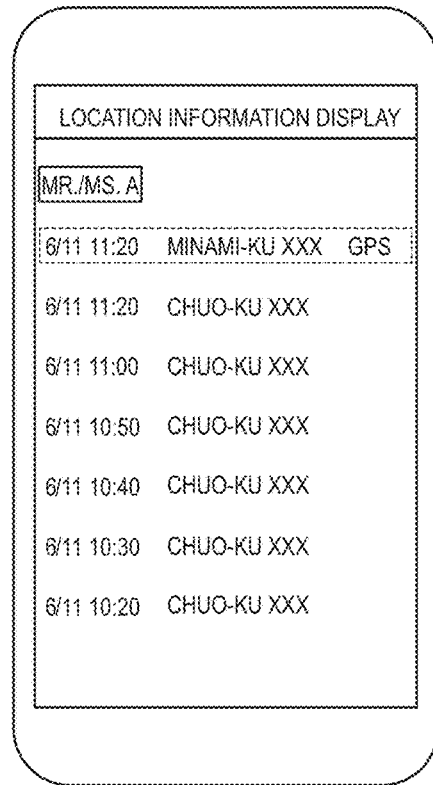 LOCATION INFORMATION DISPLAY
MR./MS. A
6/11 11:20 MINAMI-KU XXX GPS
6/11 11:20 CHUO-KU XXX
6/11 11:00 CHUO-KU XXX
6/11 10:50 CHUO-KU XXX
6/11 10:40 CHUO-KU XXX
6/11 10:30 CHUO-KU XXX
6/11 10:20 CHUO-KU XXX